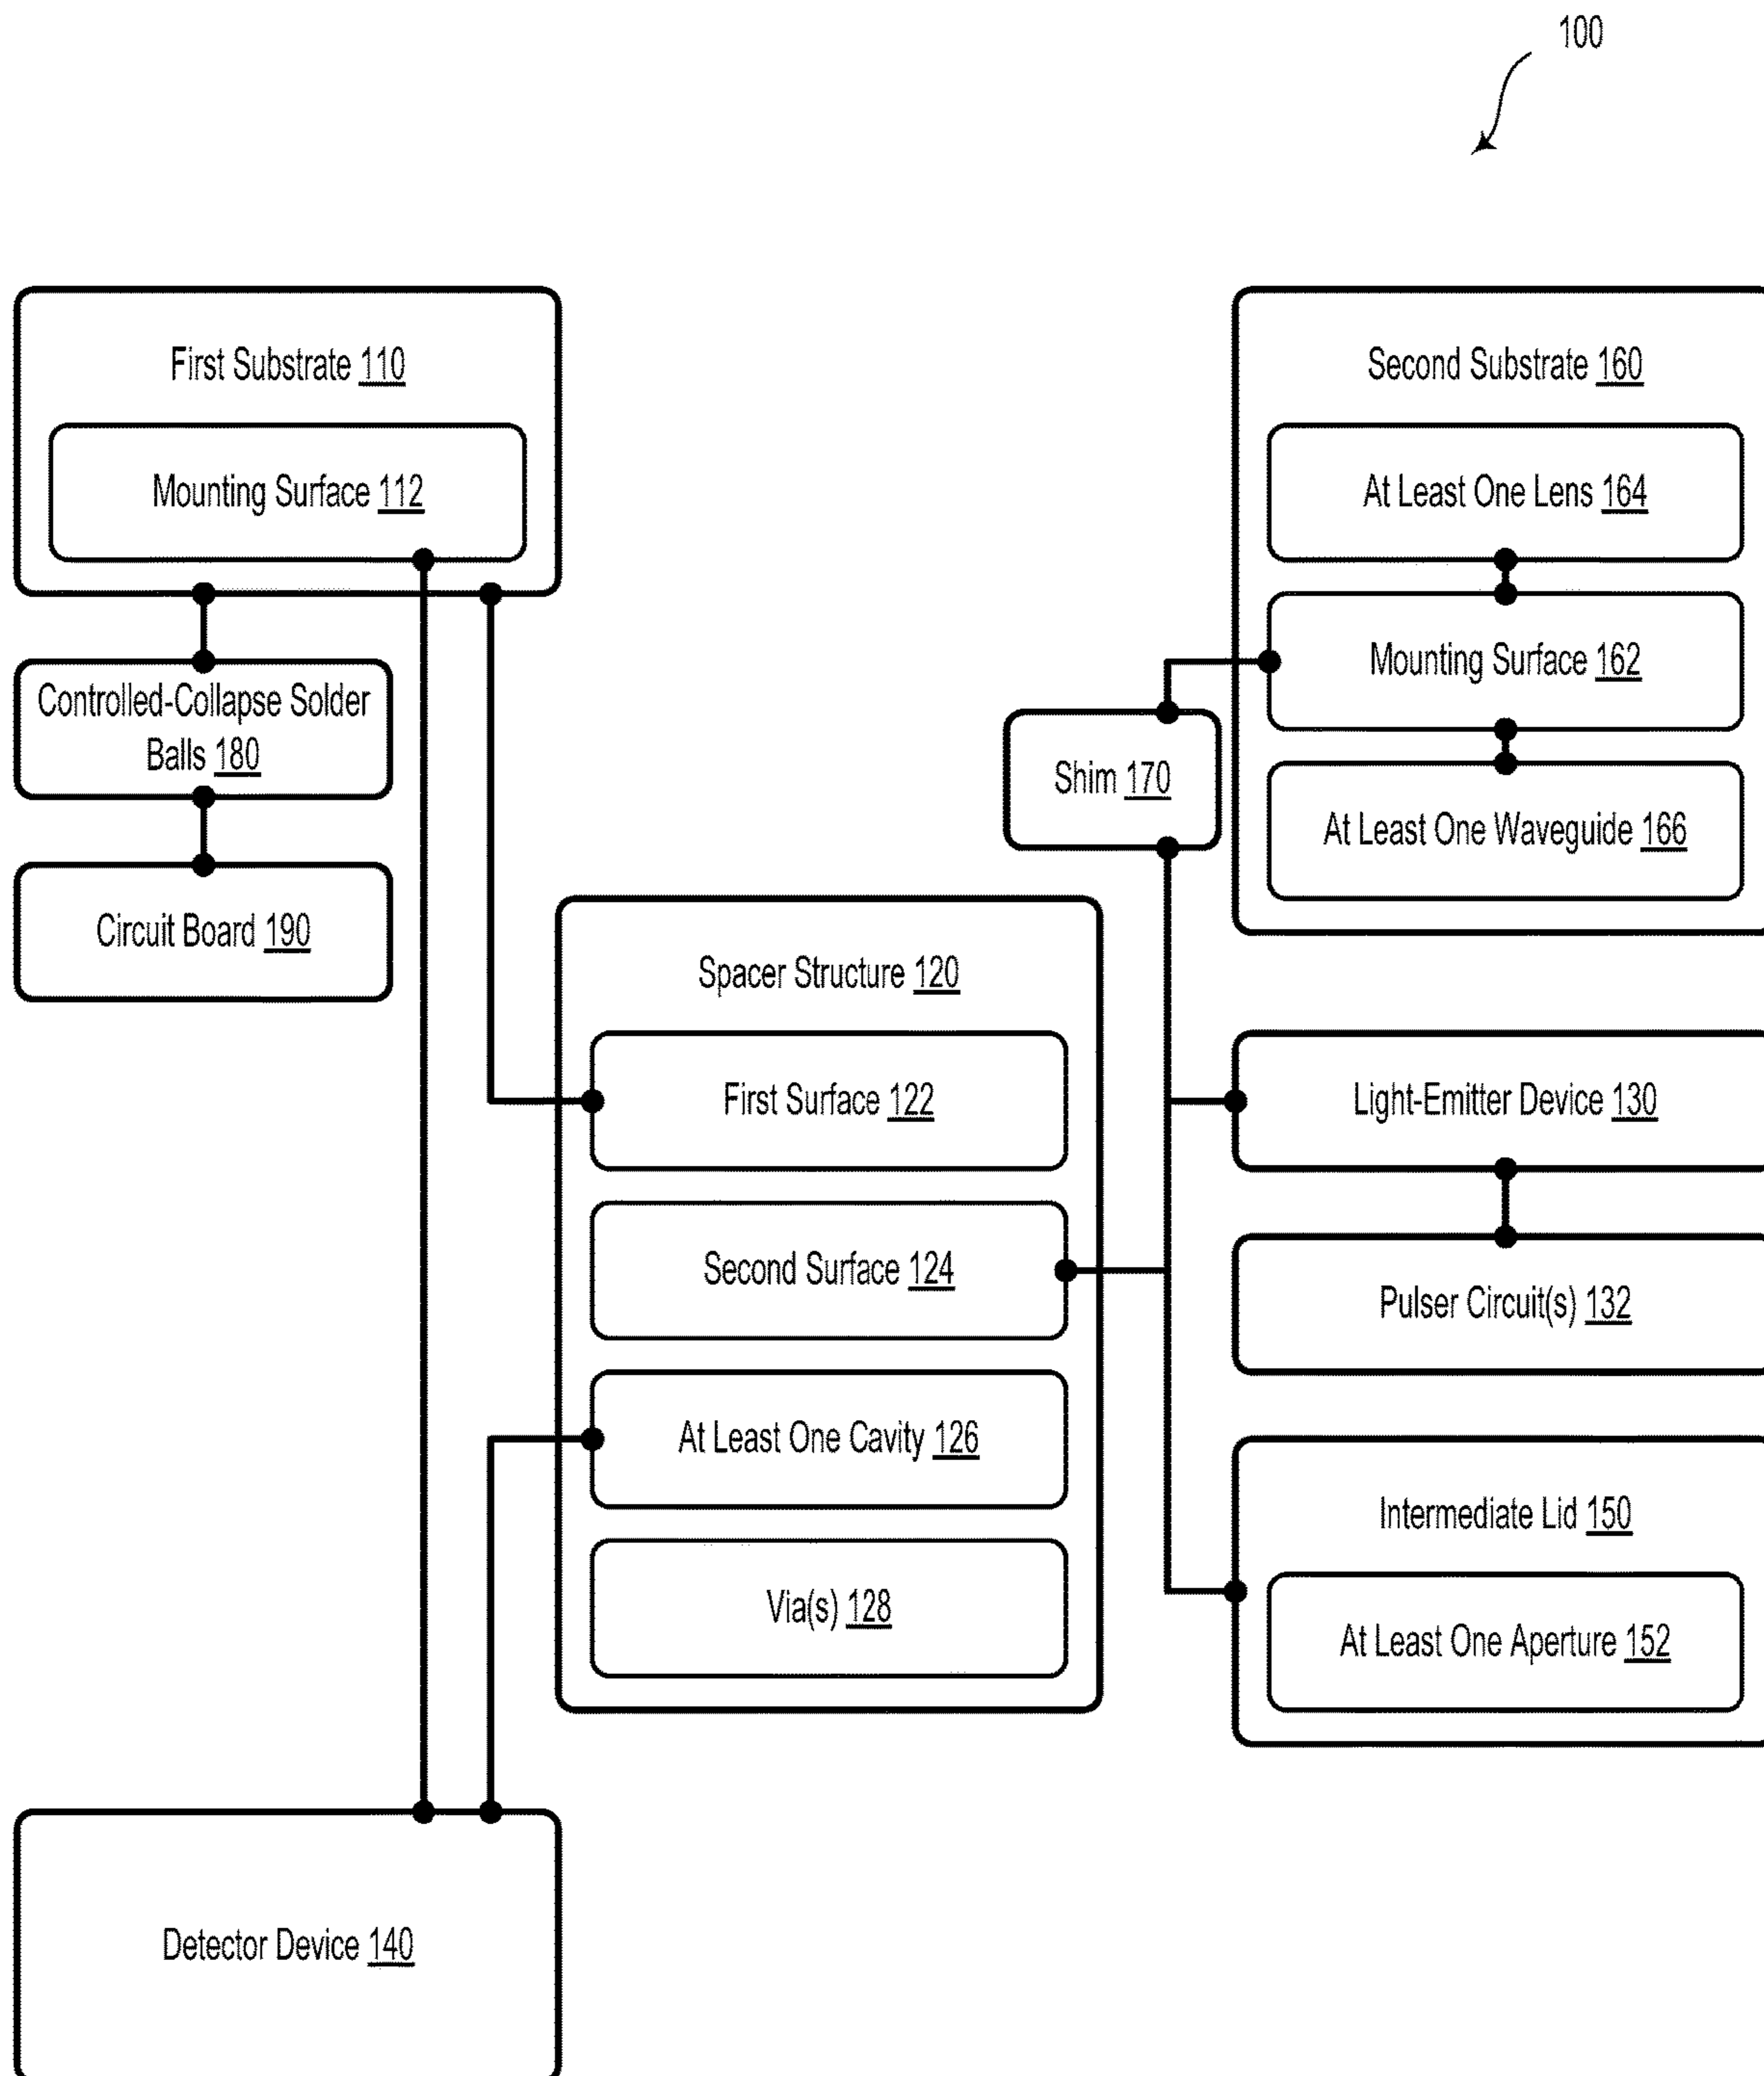 100
First Substrate 110
Mounting Surface 112
Controlled-Collapse Solder
Balls 180
Circuit Board 190
Second Substrate 160
At Least One Lens 164
Mounting Surface 162
At Least One Waveguide 166
Shim 170
Spacer Structure 120
First Surface 122
Second Surface 124
At Least One Cavity 126
Via(s) 128
Light-Emitter Device 130
Pulser Circuit(s) 132
Intermediate Lid 150
At Least One Aperture 152
Detector Device 140